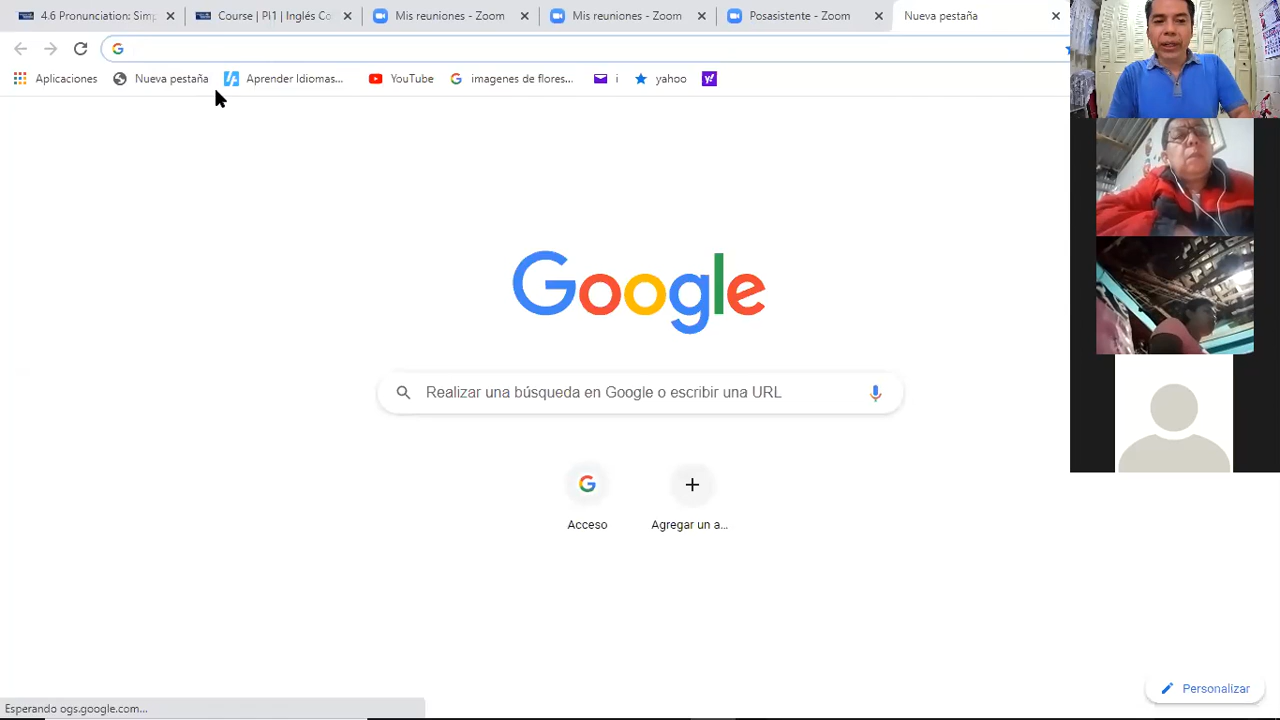 4.6 Pronunciation: Simp
Course | PI1 | Inglés Co
Mis reuniones - Zoom
Mis reuniones - Zoom
Posasistente - Zoom
Nueva pestaña
Aplicaciones
Nueva pestaña
Aprender Idiomas...
YouTube
imagenes de flores...
i
yahoo
Google
Realizar una búsqueda en Google o escribir una URL
Acceso
Agregar un a...
Personalizar
Esperando ogs.google.com...